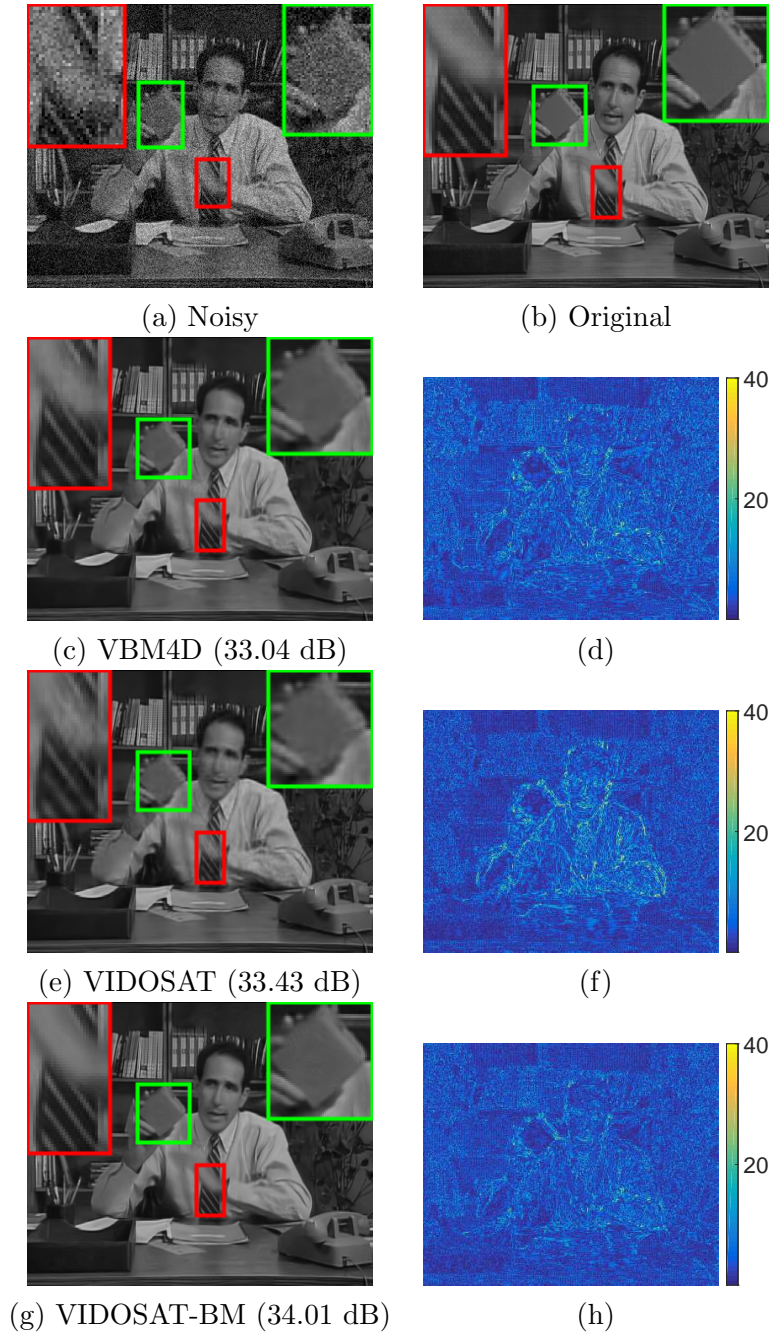 (a) Noisy
(b) Original
40
20
(c) VBM4D (33.04 dB)
(d)
40
20
(e) VIDOSAT (33.43 dB)
(f)
40
20
(g) VIDOSAT-BM (34.01 dB)
(h)